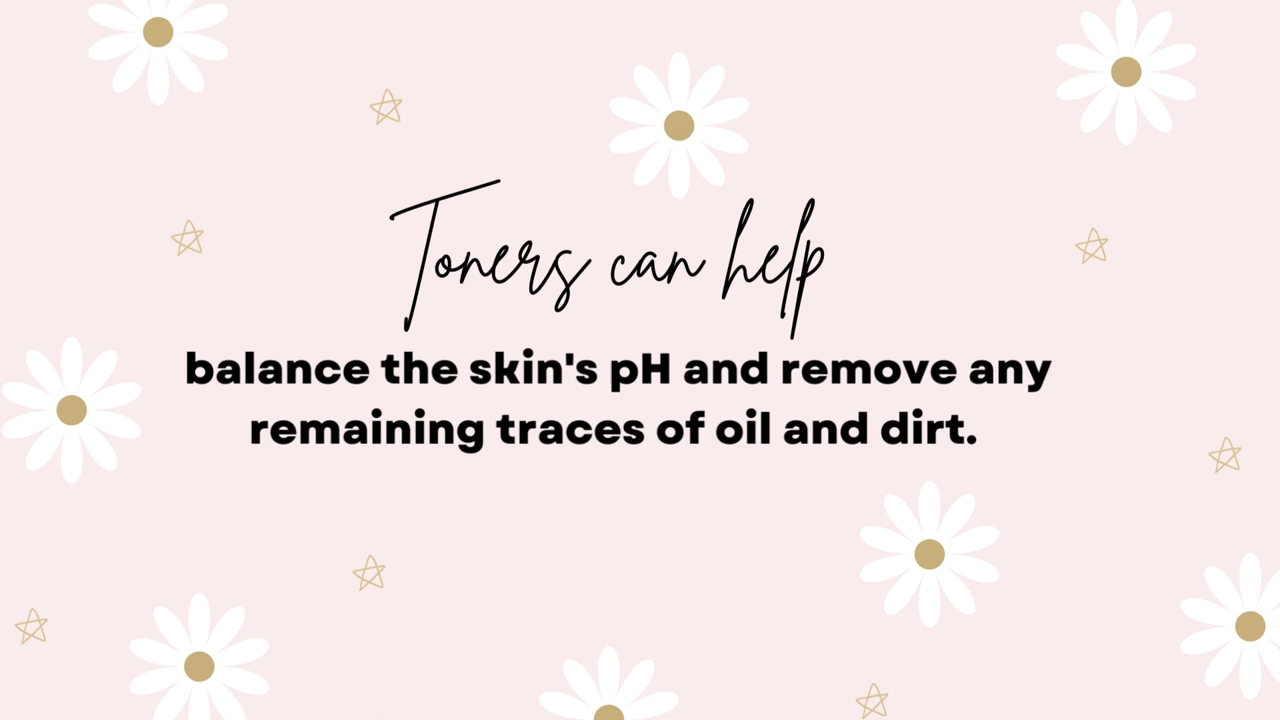 Toners can help
balance the skin's pH and remove any
remaining traces of oil and dirt.